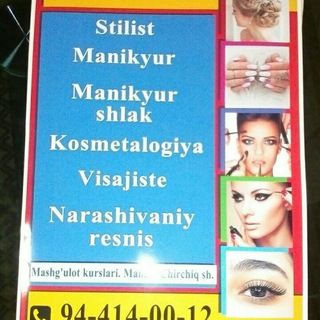 Stilist
Manikyur
Manikyur
shlak
Kosmetalogiya
Visajiste
Narashivaniy
resnis
Mashg'ulot kurslari. Chirchiq sh.
94-414-00-12